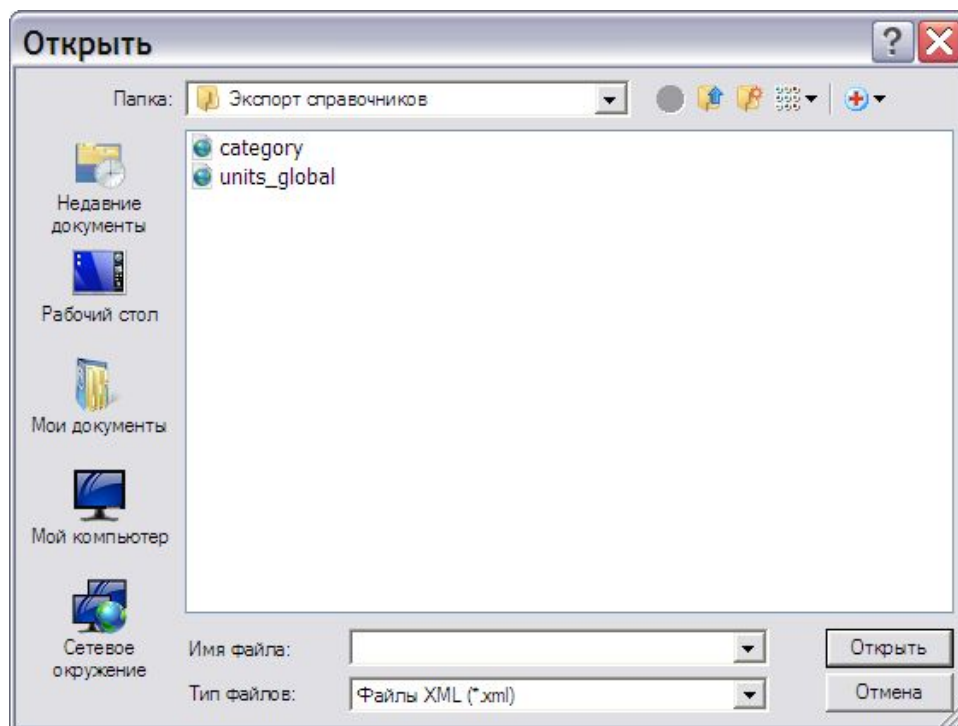 Открыть
Папка: Экспорт справочников
category
units_global
Недавние
документы
Рабочий стол
Мои документы
Мой компьютер
Сетевое
окружение
Имя файла:
Открыть
Тип файлов: Файлы XML (*.xml)
Отмена